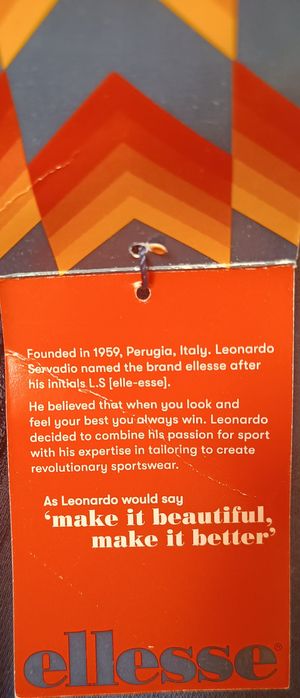 Founded in 1959, Perugia, Italy. Leonardo
Servadio named the brand ellesse after
his initials L.S [elle-esse].
He believed that when you look and
feel your best you always win. Leonardo
decided to combine his passion for sport
with his expertise in tailoring to create
revolutionary sportswear.
As Leonardo would say
‘make it beautiful,
make it better’
ellesse®